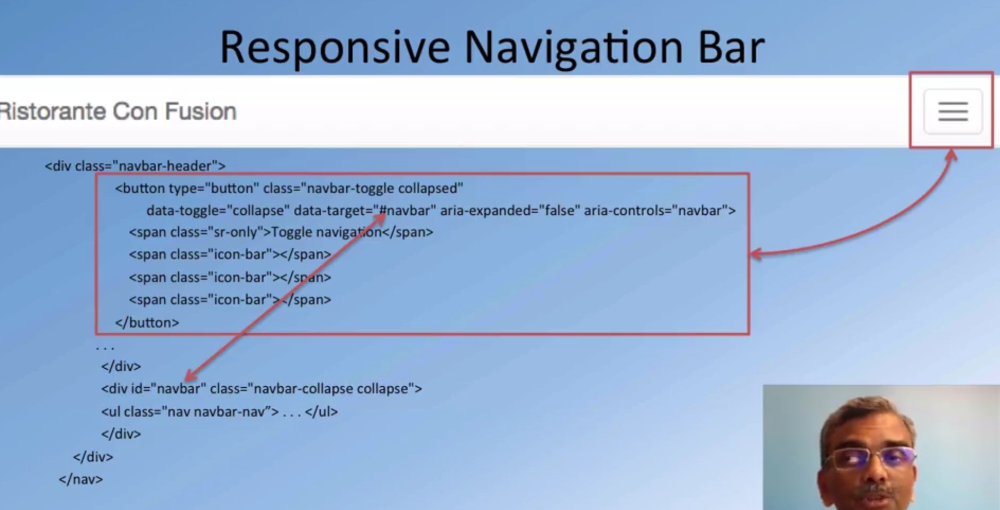 Responsive Navigation Bar
Ristorante Con Fusion
<div class="navbar-header">
<button type="button" class="navbar-toggle collapsed"
data-toggle="collapse" data-target="#navbar" aria-expanded="false" aria-controls="navbar">
<span class="sr-only">Toggle navigation</span>
<span class="icon-bar"></span>
<span class="icon-bar"></span>
<span class="icon-bar"></span>
</button>
. . .
</div>
<div id="navbar" class="navbar-collapse collapse">
<ul class="nav navbar-nav”> . . . </ul>
</div>
</div>
</nav>